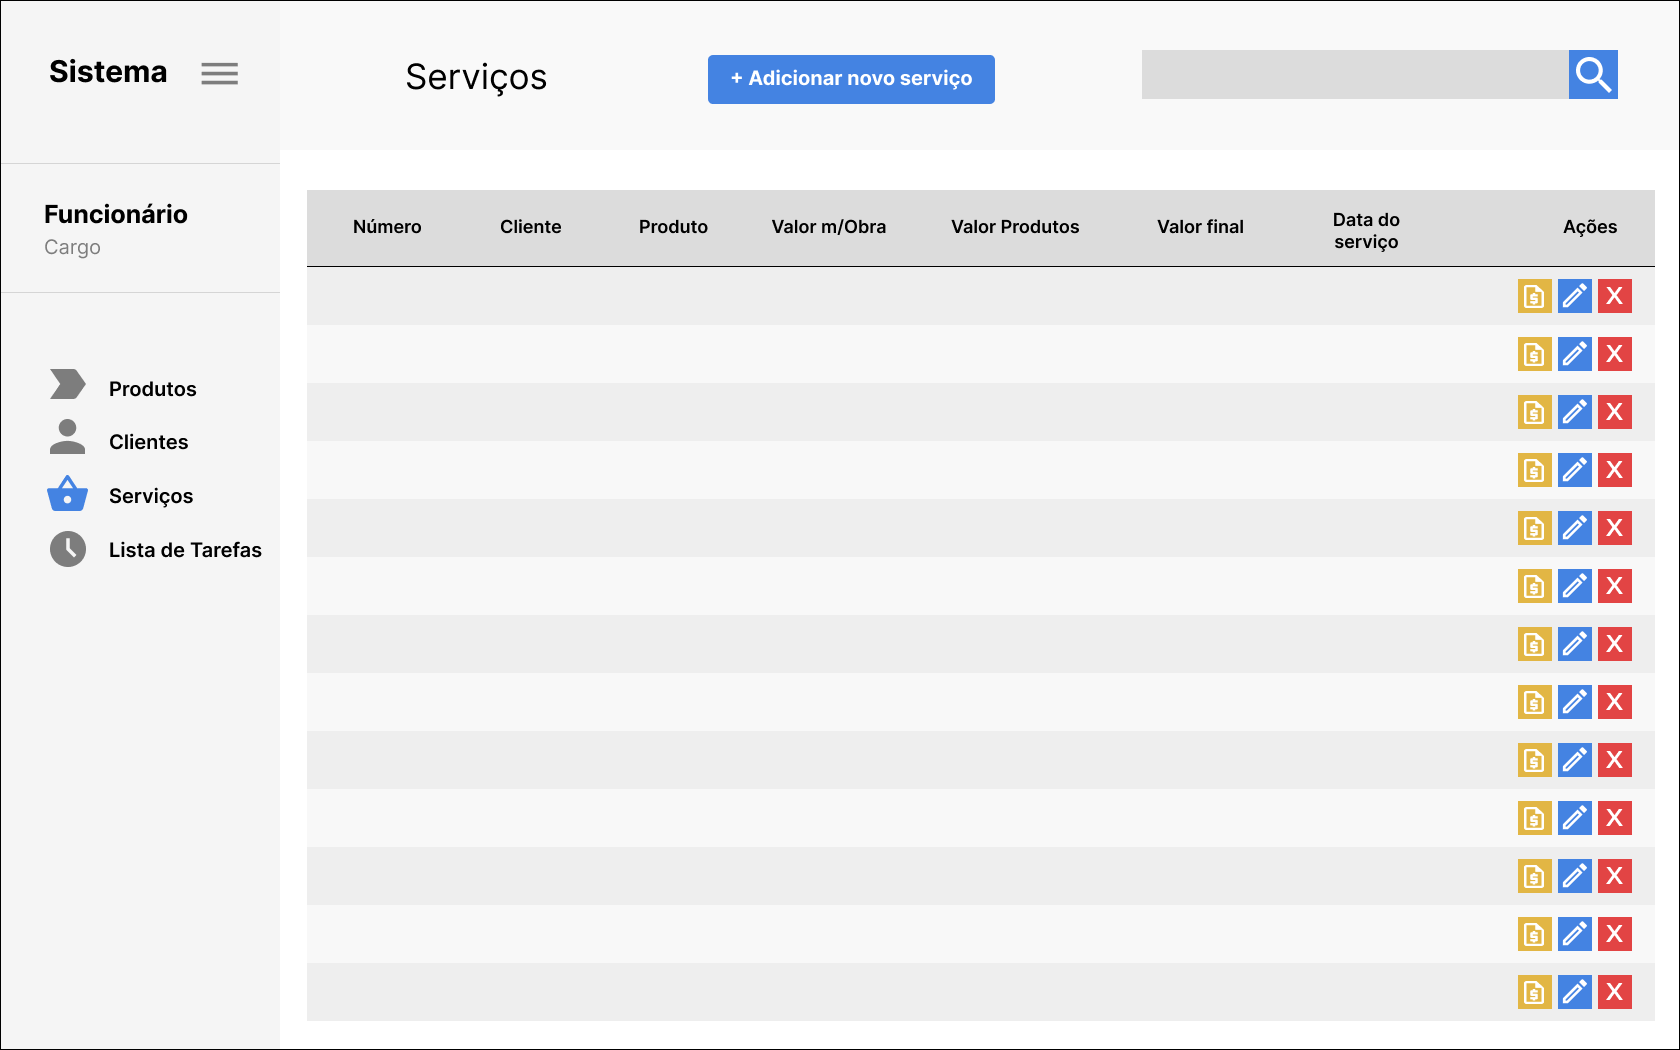 Sistema
Serviços
+ Adicionar novo serviço
Funcionário
Cargo
Produtos
Clientes
Serviços
Lista de Tarefas
Número Cliente Produto Valor m/Obra Valor Produtos Valor final Data do serviço Ações
$ X
$ X
$ X
$ X
$ X
$ X
$ X
$ X
$ X
$ X
$ X
$ X
$ X